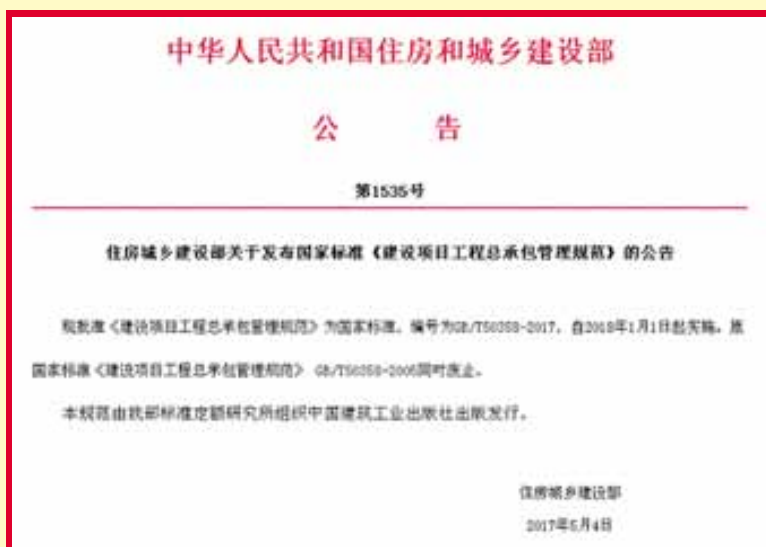 中华人民共和国住房和城乡建设部
公 告
第1535号
住房城乡建设部关于发布国家标准《建设项目工程总承包管理规范》的公告
现批准《建设项目工程总承包管理规范》为国家标准，编号为GB/T50358-2017，自2018年1月1日起实施。原
国家标准《建设项目工程总承包管理规范》 GB/T50358-2005同时废止。
本规范由我部标准定额研究所组织中国建筑工业出版社出版发行。
住房城乡建设部
2017年5月4日